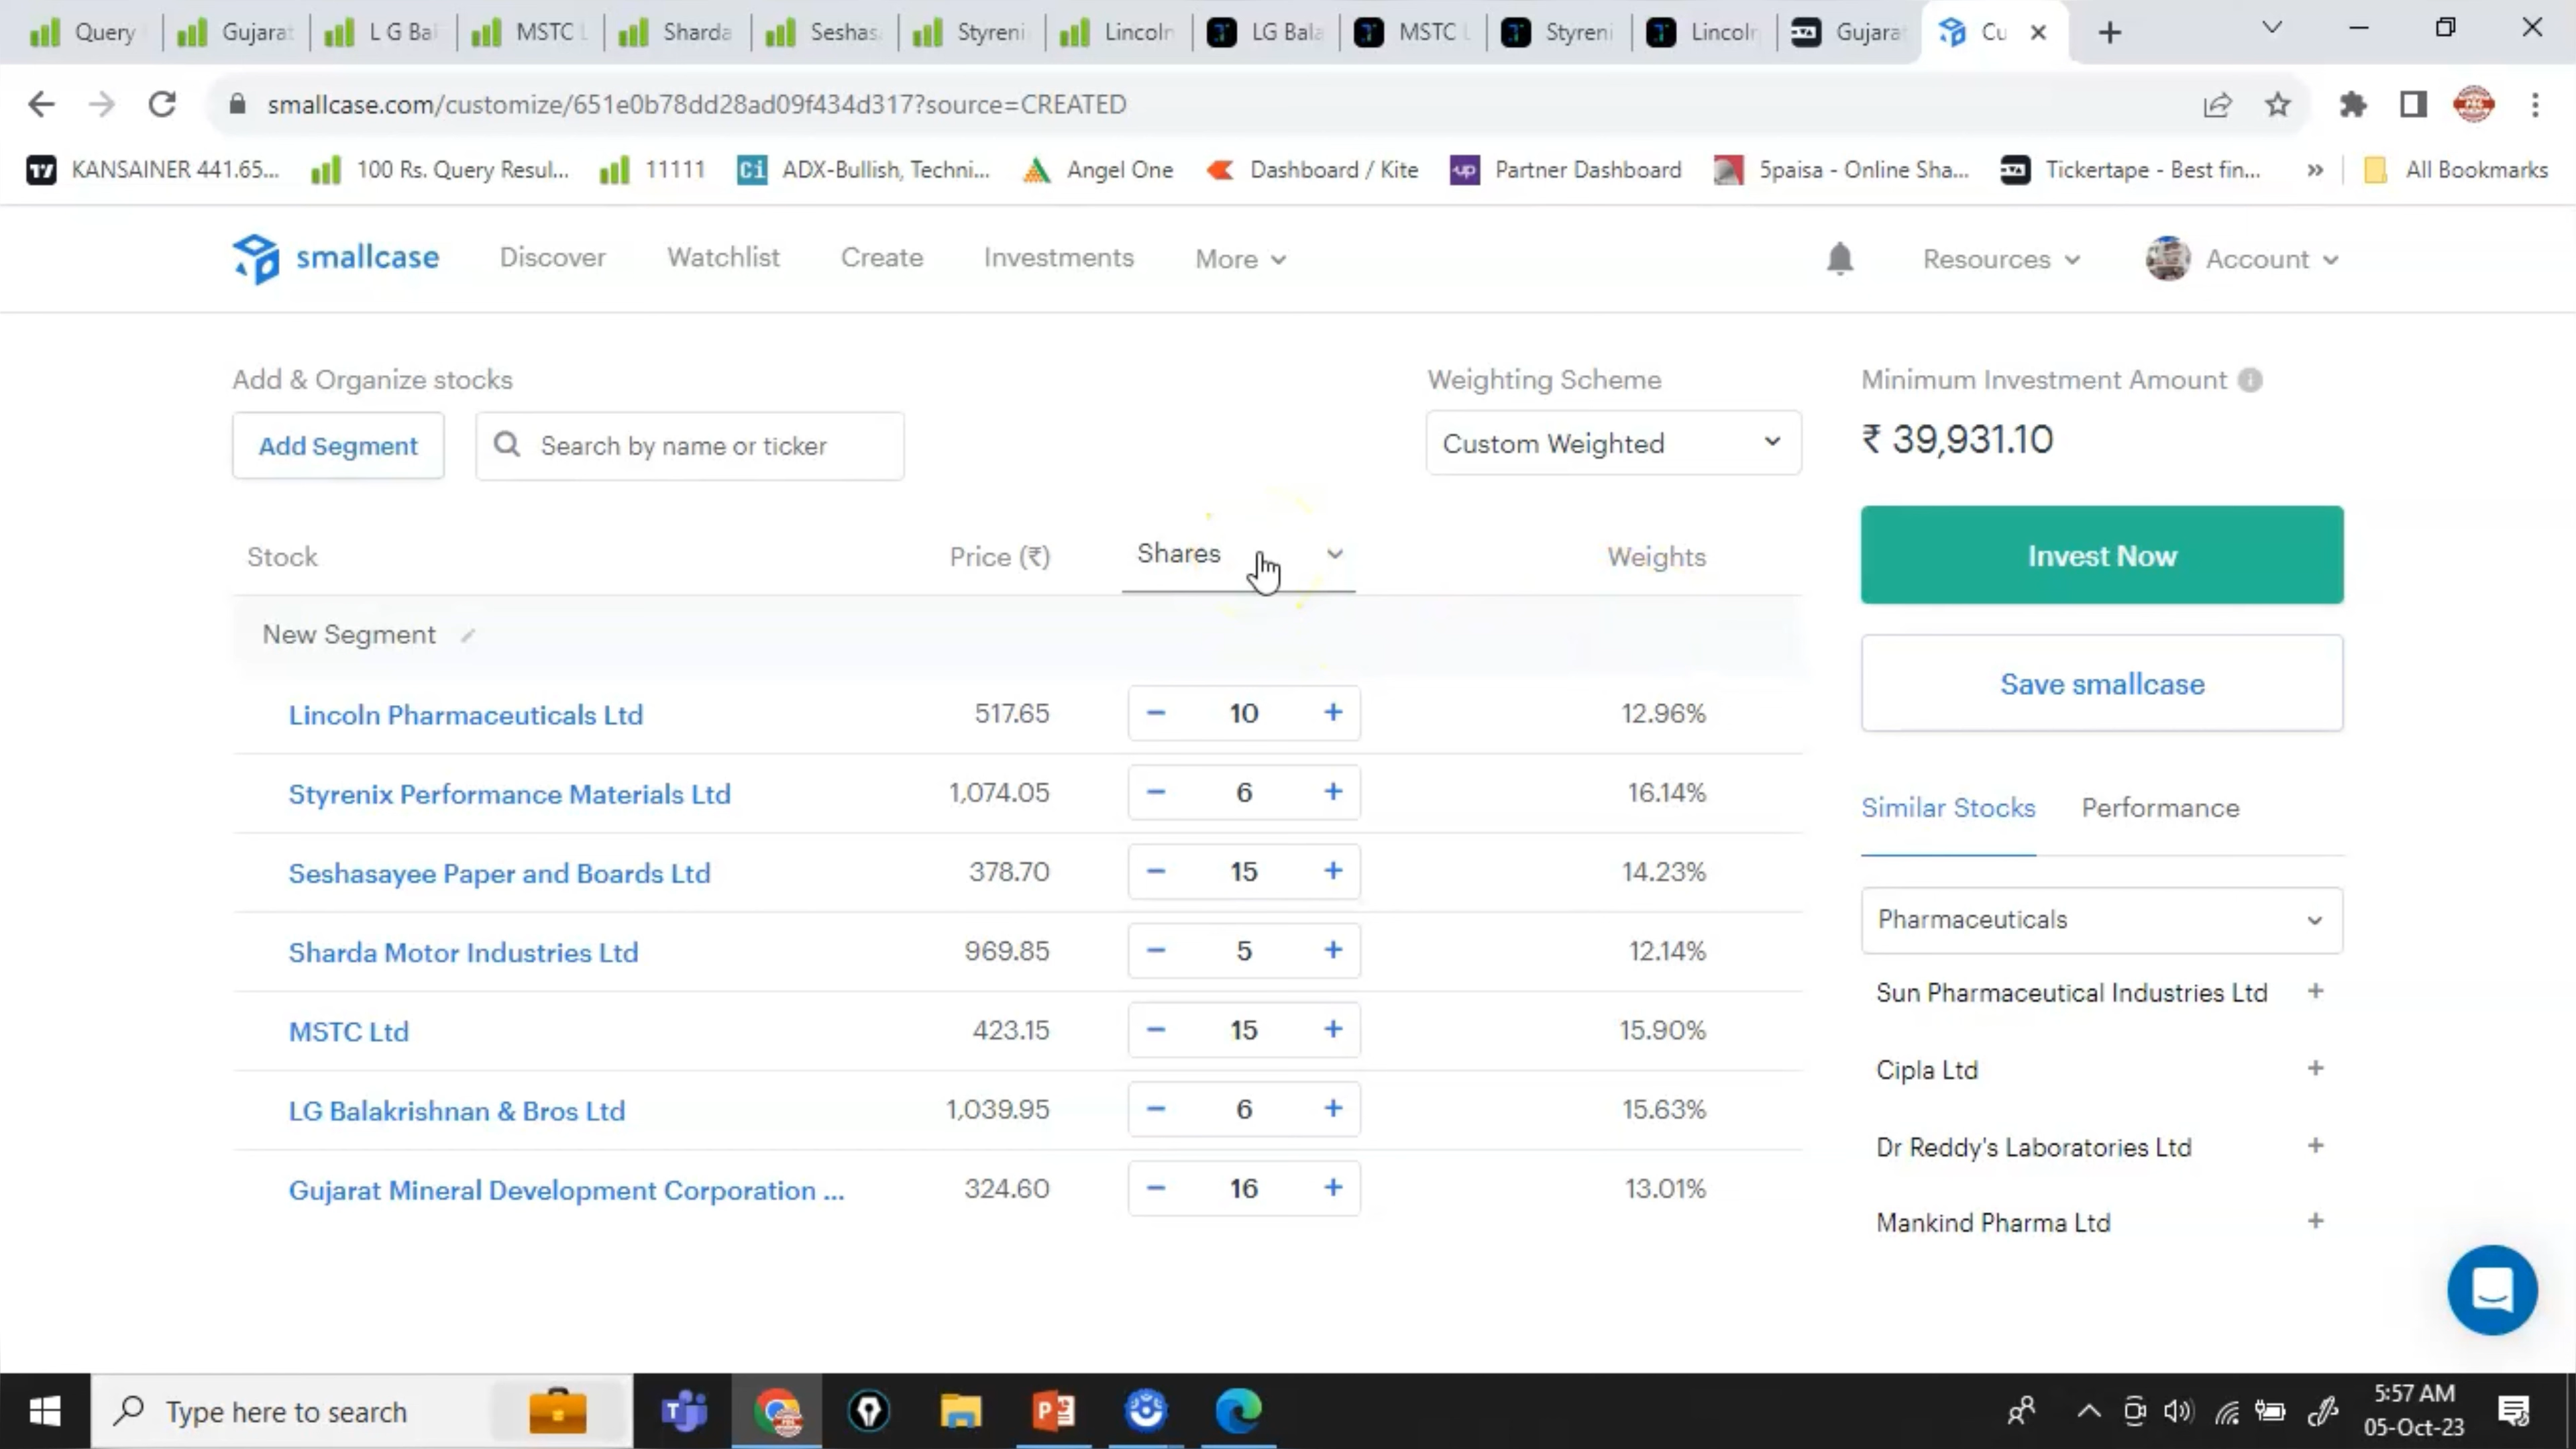 Query Gujarat L G Bal MSTC L Sharda Seshas Styreni Lincoln LG Bala MSTC L Styreni Lincoln Gujara Cu
smallcase.com/customize/651e0b78dd28ad09f434d317?source=CREATED
KANSAINER 441.65... 100 Rs. Query Resul... 11111 ADX-Bullish, Techni... Angel One Dashboard / Kite Partner Dashboard 5paisa - Online Sha... Tickertape - Best fin... » All Bookmarks
smallcase Discover Watchlist Create Investments More Resources Account
Add & Organize stocks Weighting Scheme Minimum Investment Amount
Add Segment Search by name or ticker Custom Weighted ₹ 39,931.10
Stock Price (₹) Shares Weights Invest Now
New Segment Save smallcase
Lincoln Pharmaceuticals Ltd 517.65 − 10 + 12.96%
Styrenix Performance Materials Ltd 1,074.05 − 6 + 16.14% Similar Stocks Performance
Seshasayee Paper and Boards Ltd 378.70 − 15 + 14.23% Pharmaceuticals
Sharda Motor Industries Ltd 969.85 − 5 + 12.14% Sun Pharmaceutical Industries Ltd +
MSTC Ltd 423.15 − 15 + 15.90% Cipla Ltd +
LG Balakrishnan & Bros Ltd 1,039.95 − 6 + 15.63% Dr Reddy's Laboratories Ltd +
Gujarat Mineral Development Corporation ... 324.60 − 16 + 13.01% Mankind Pharma Ltd +
Type here to search 5:57 AM
05-Oct-23